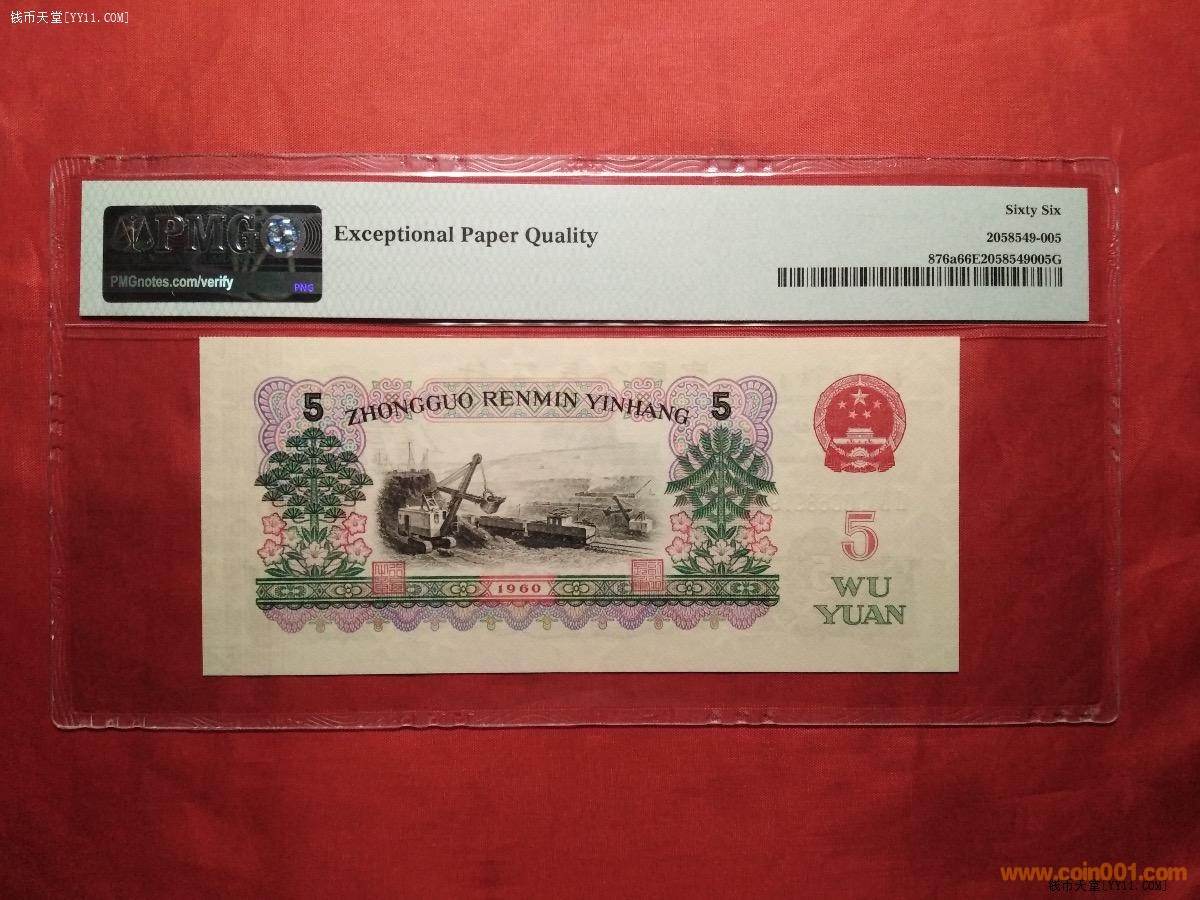 钱币天堂[YY11.COM]
PMG
PMGnotes.com/verify
PNG
Exceptional Paper Quality
Sixty Six
2058549-005
876a66E2058549005G
5 ZHONGGUO RENMIN YINHANG 5
1960
5
WU
YUAN
www.coin001.com
钱币天堂[YY11.COM]